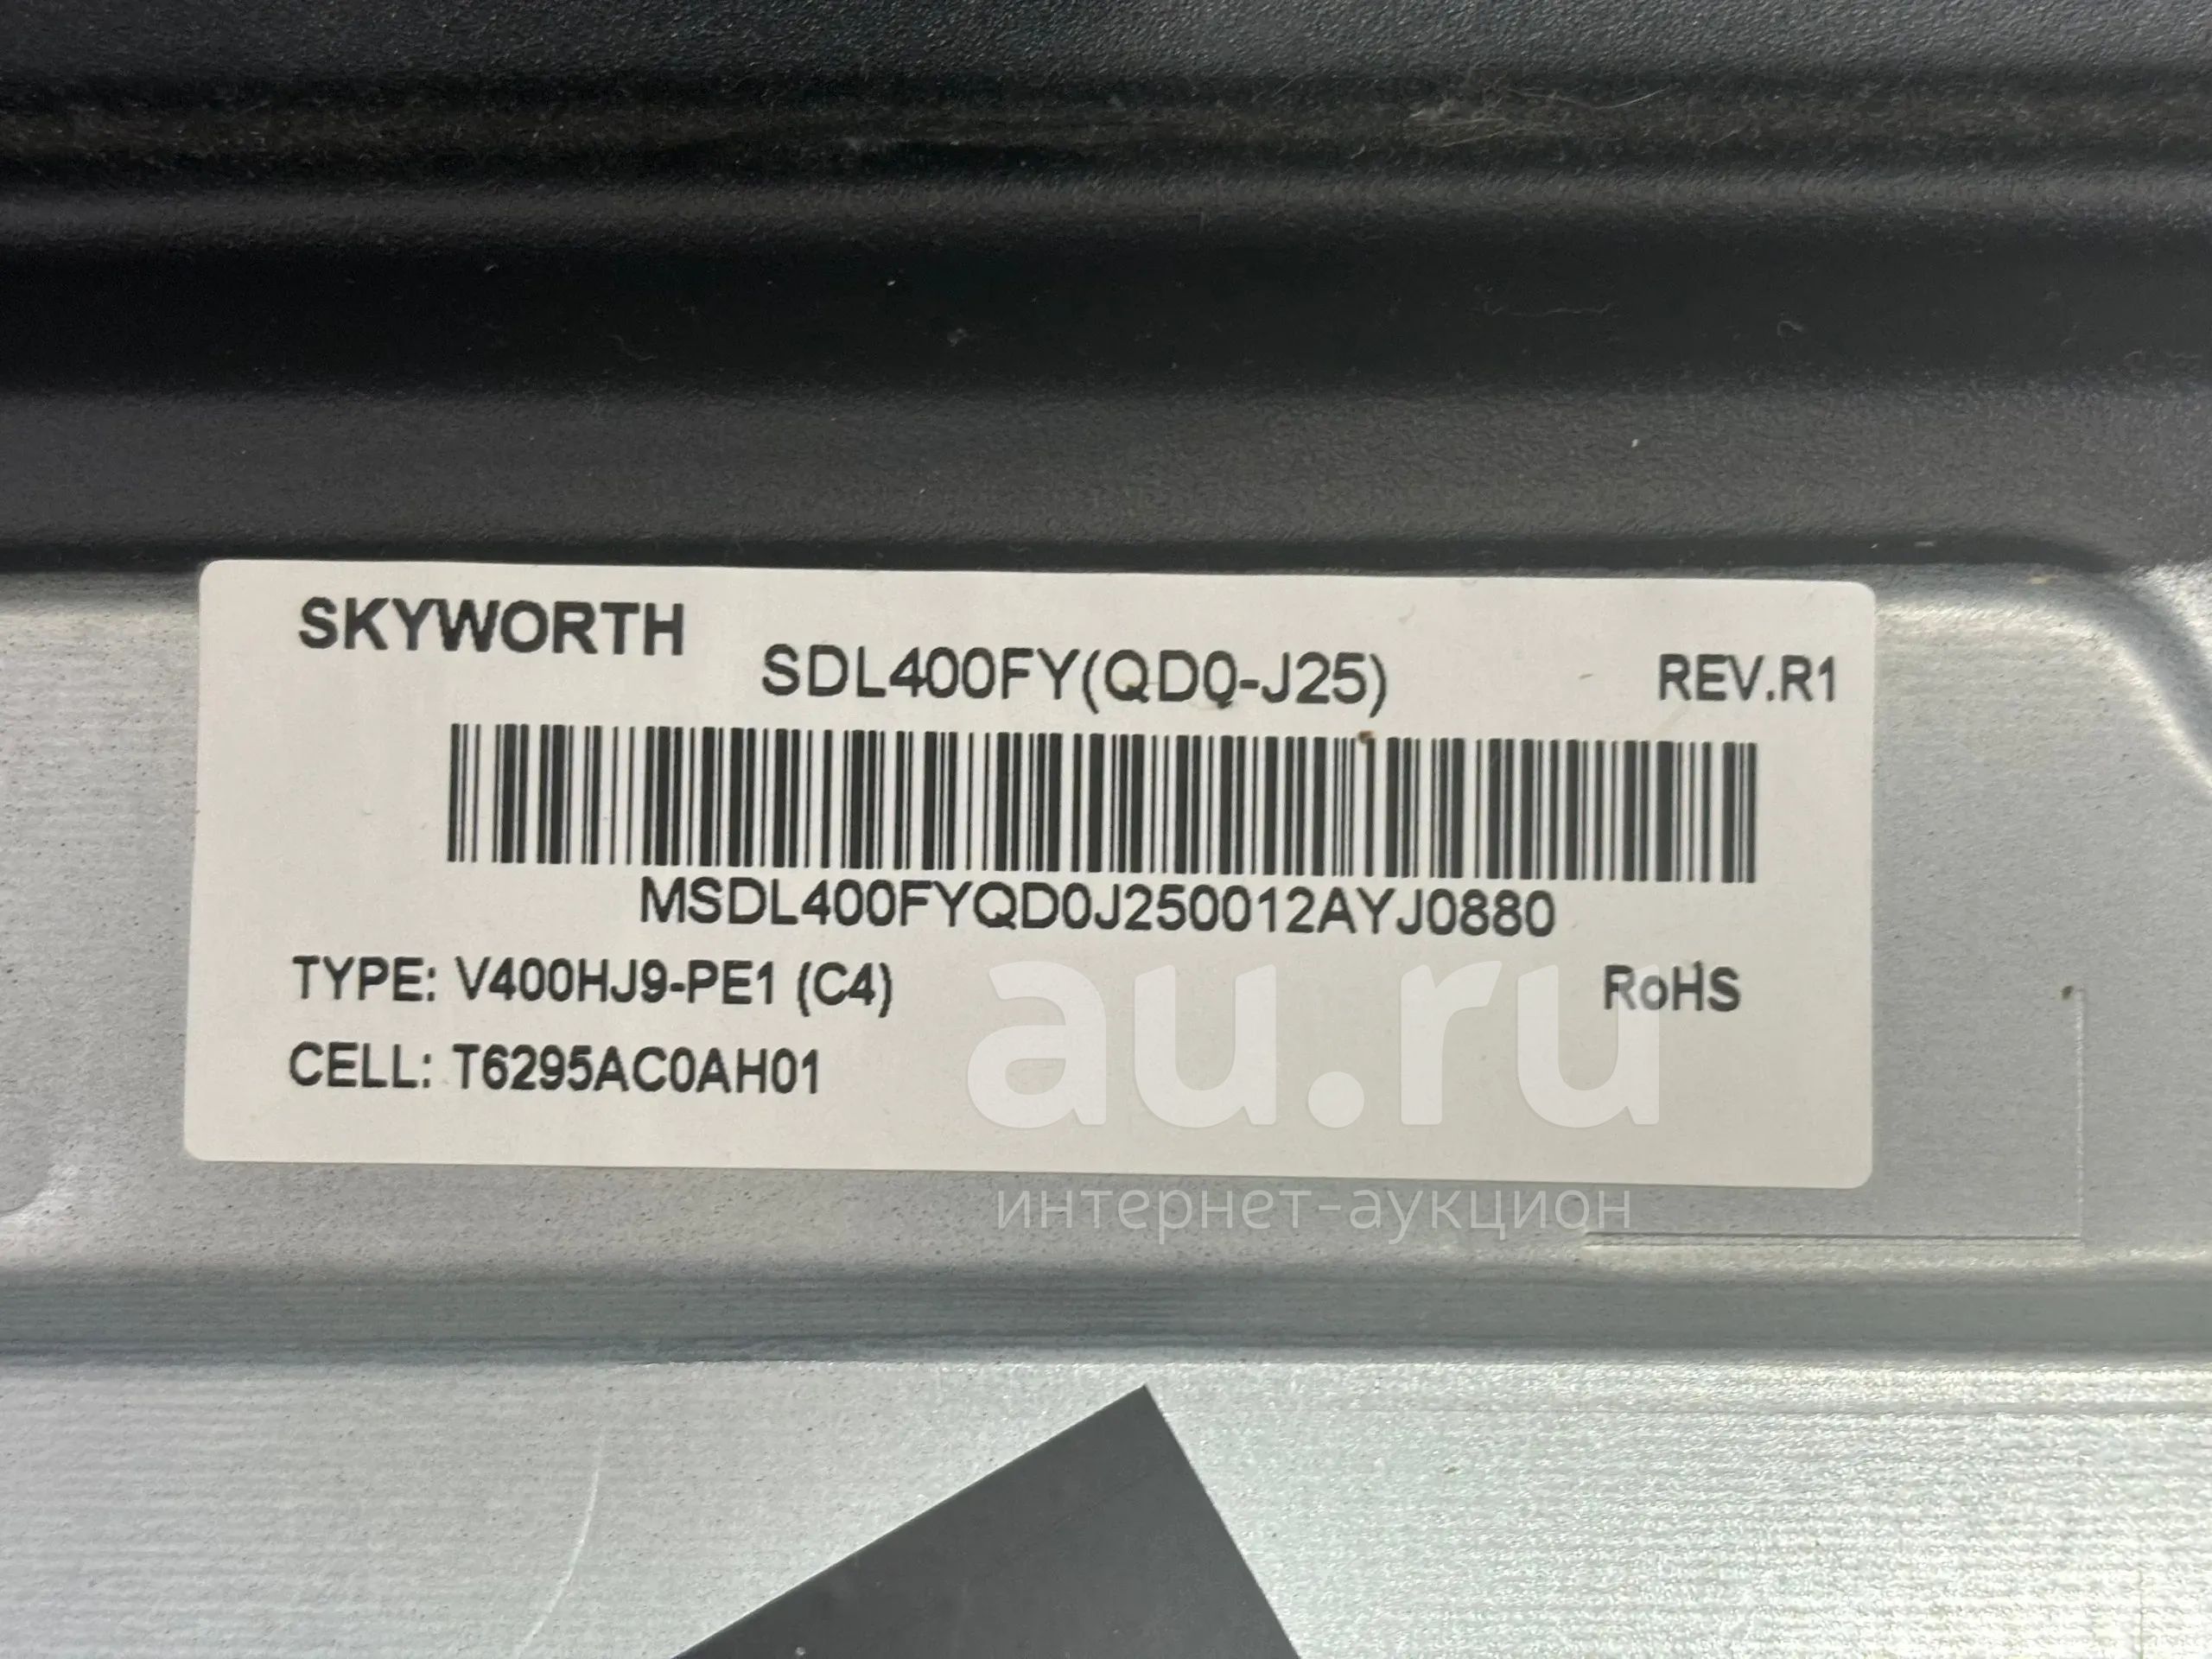 SKYWORTH
SDL400FY(QD0-J25)
REV.R1
MSDL400FYQD0J250012AYJ0880
TYPE: V400HJ9-PE1 (C4)
RoHS
CELL: T6295AC0AH01
au.ru
интернет-аукцион